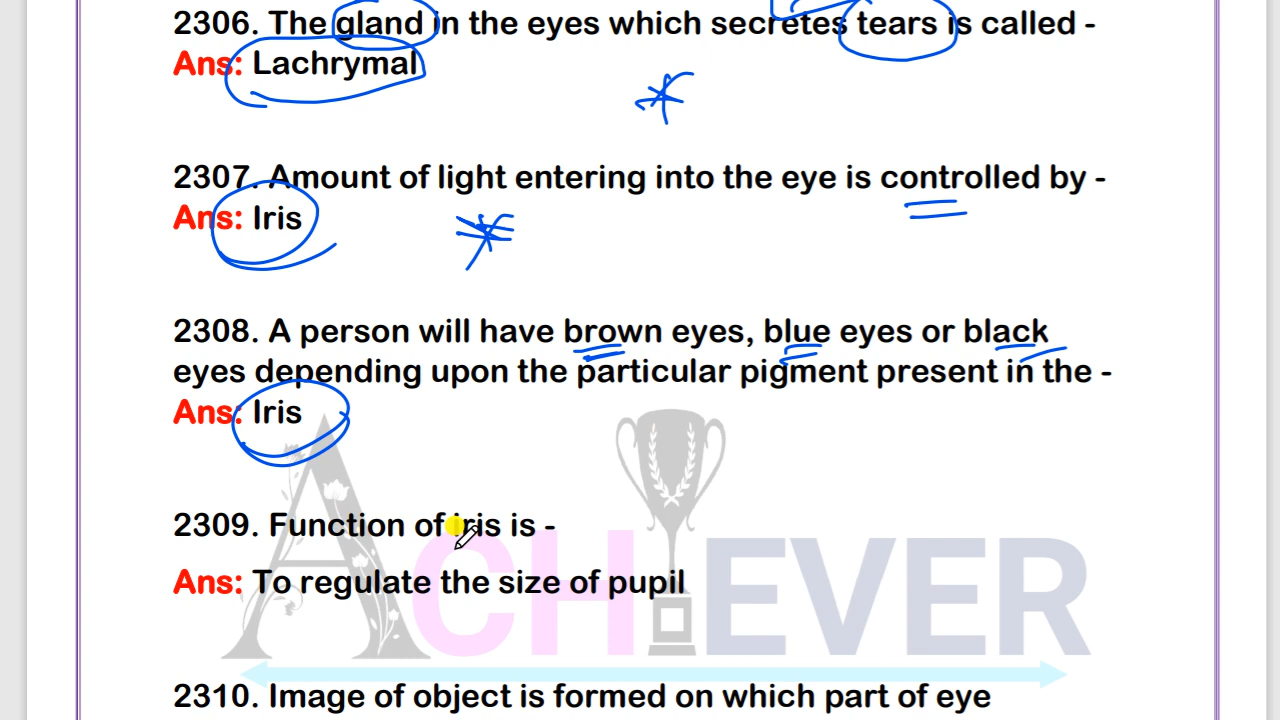 2306. The gland in the eyes which secretes tears is called -
Ans: Lachrymal
2307. Amount of light entering into the eye is controlled by -
Ans: Iris
2308. A person will have brown eyes, blue eyes or black
eyes depending upon the particular pigment present in the -
Ans: Iris
2309. Function of iris is -
Ans: To regulate the size of pupil
ACHIEVER
2310. Image of object is formed on which part of eye